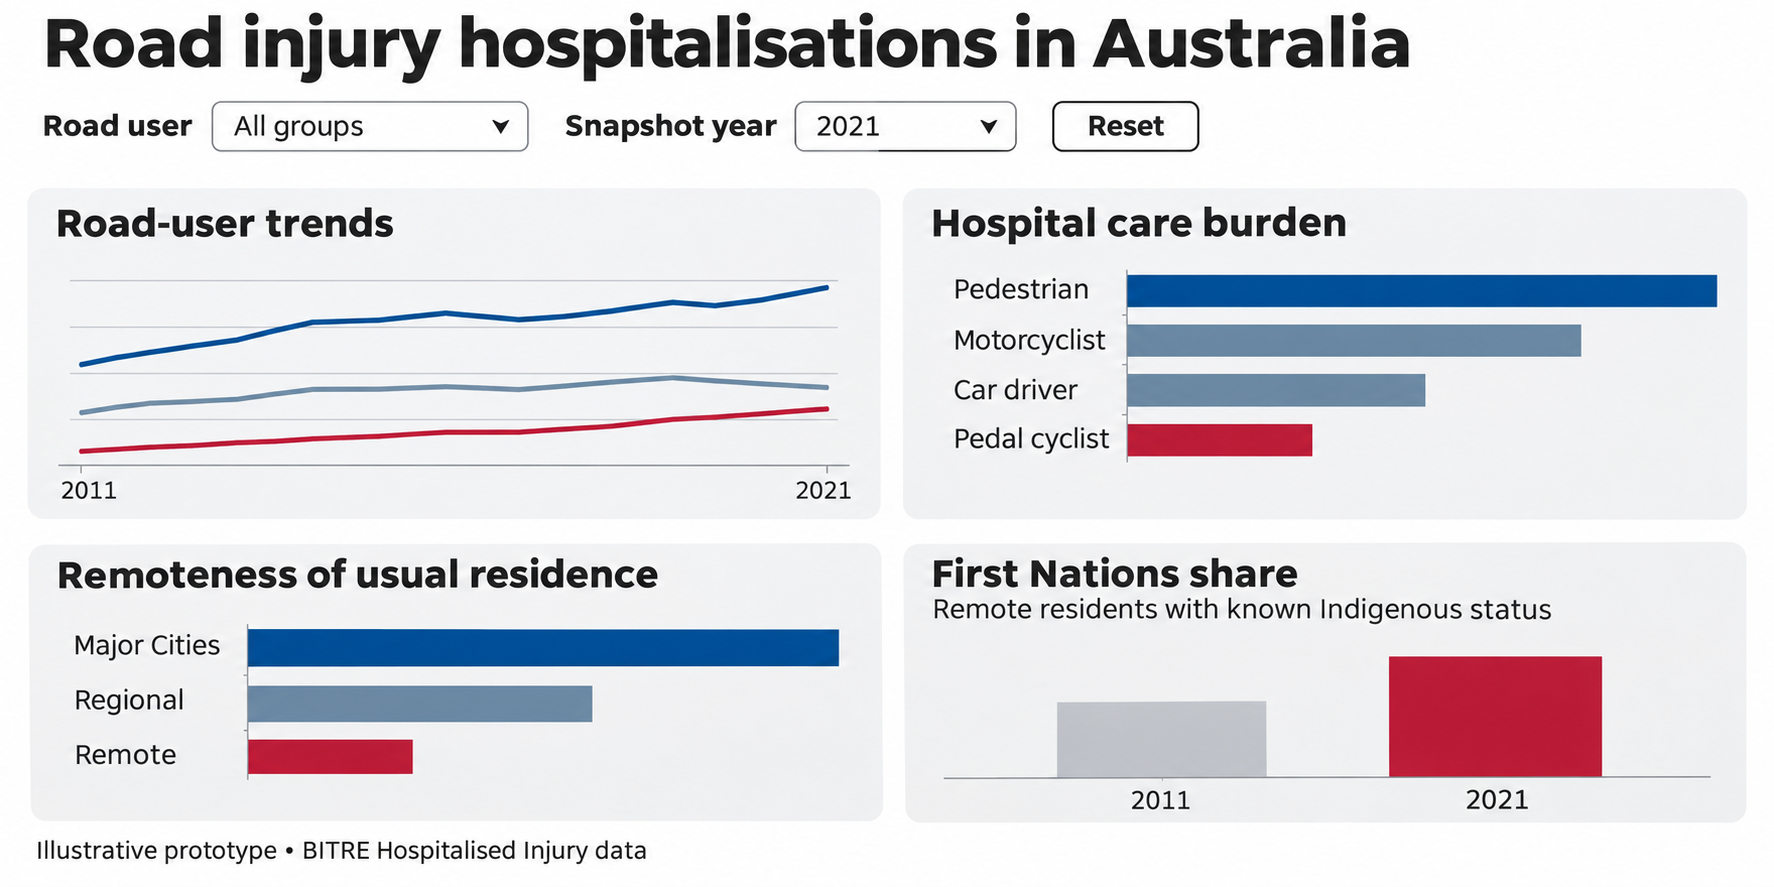 Road injury hospitalisations in Australia
Road user All groups Snapshot year 2021 Reset
Road-user trends
2011 2021
Hospital care burden
Pedestrian
Motorcyclist
Car driver
Pedal cyclist
Remoteness of usual residence
Major Cities
Regional
Remote
First Nations share
Remote residents with known Indigenous status
2011 2021
Illustrative prototype • BITRE Hospitalised Injury data